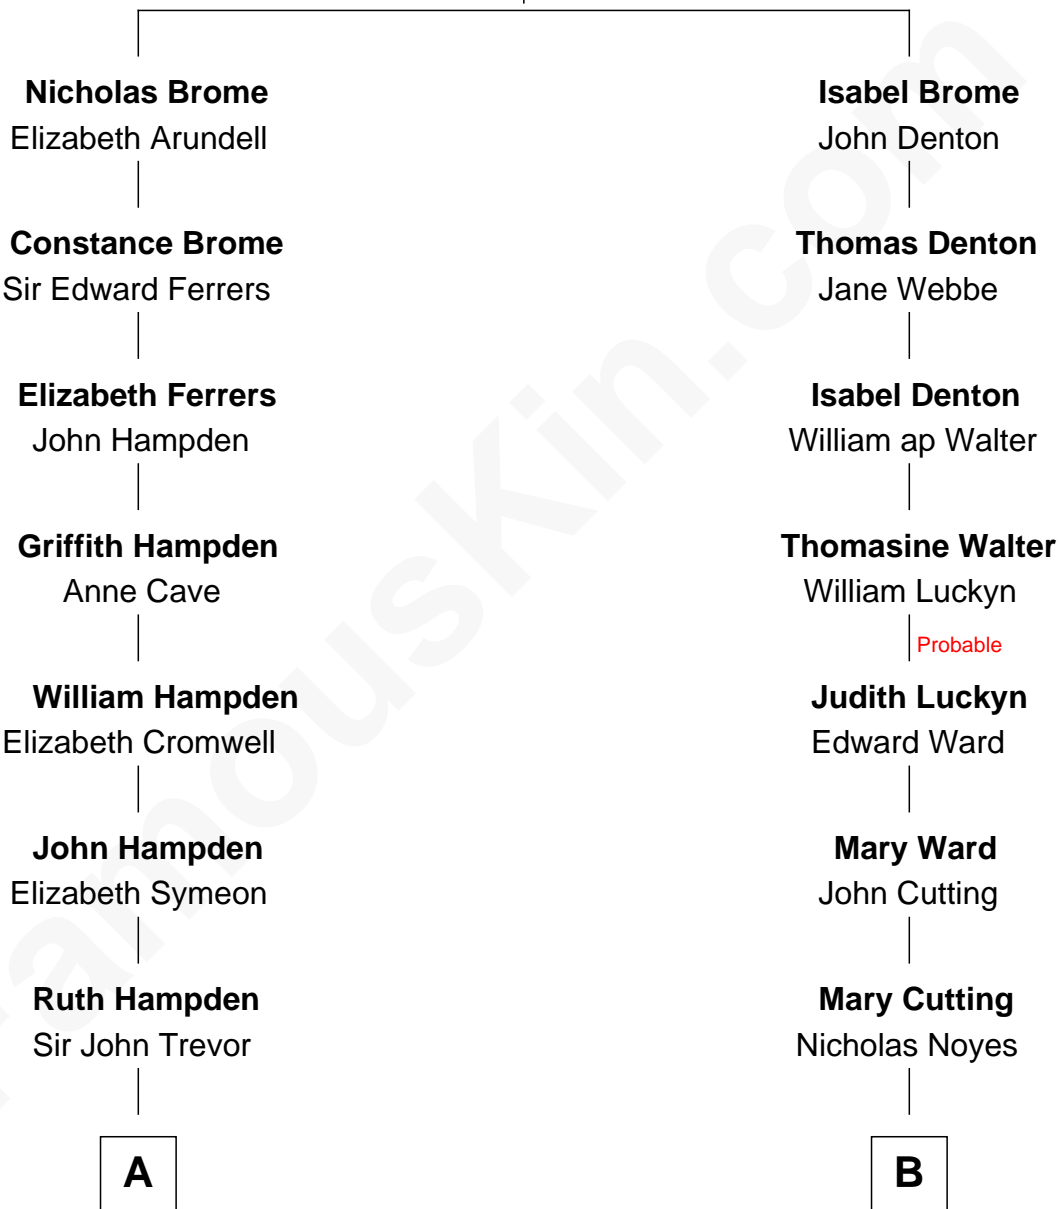 Nicholas Brome
Elizabeth Arundell
Constance Brome
Sir Edward Ferrers
Elizabeth Ferrers
John Hampden
Griffith Hampden
Anne Cave
William Hampden
Elizabeth Cromwell
John Hampden
Elizabeth Symeon
Ruth Hampden
Sir John Trevor
A
Isabel Brome
John Denton
Thomas Denton
Jane Webbe
Isabel Denton
William ap Walter
Thomasine Walter
William Luckyn
Probable
Judith Luckyn
Edward Ward
Mary Ward
John Cutting
Mary Cutting
Nicholas Noyes
B
FamousKin.com